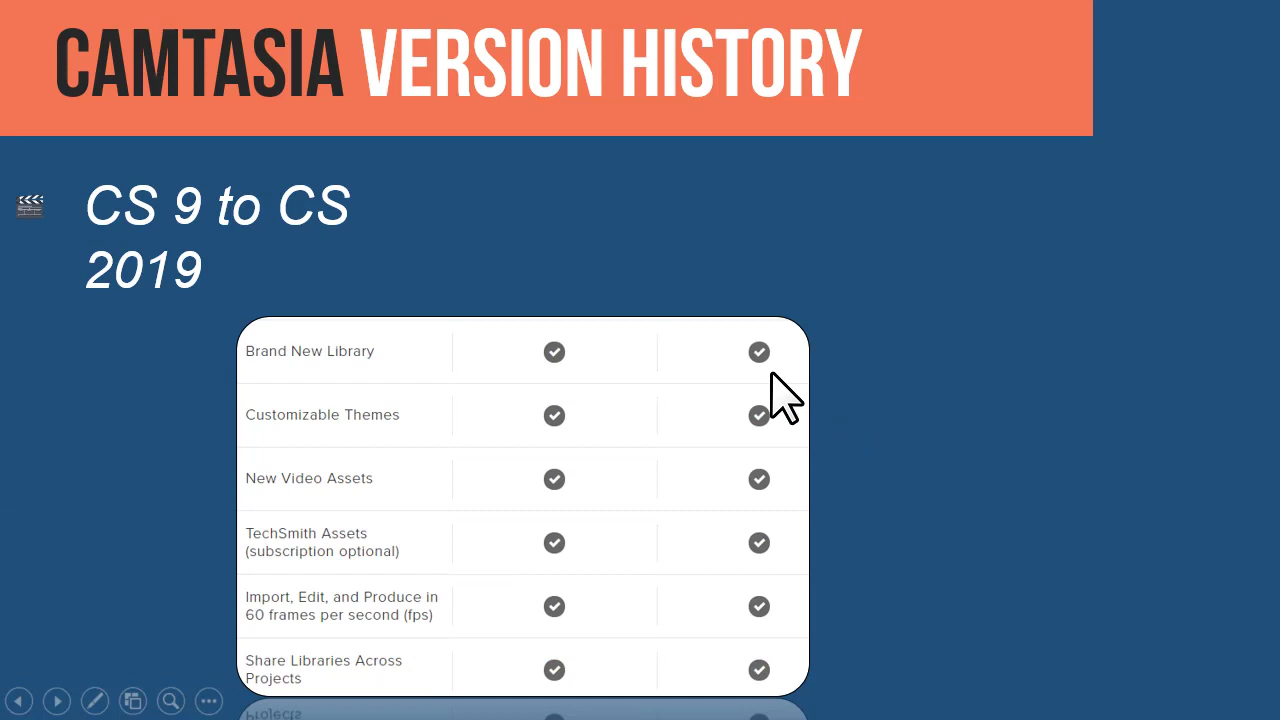 CAMTASIA VERSION HISTORY
CS 9 to CS
2019
Brand New Library
Customizable Themes
New Video Assets
TechSmith Assets
(subscription optional)
Import, Edit, and Produce in
60 frames per second (fps)
Share Libraries Across
Projects
Projects